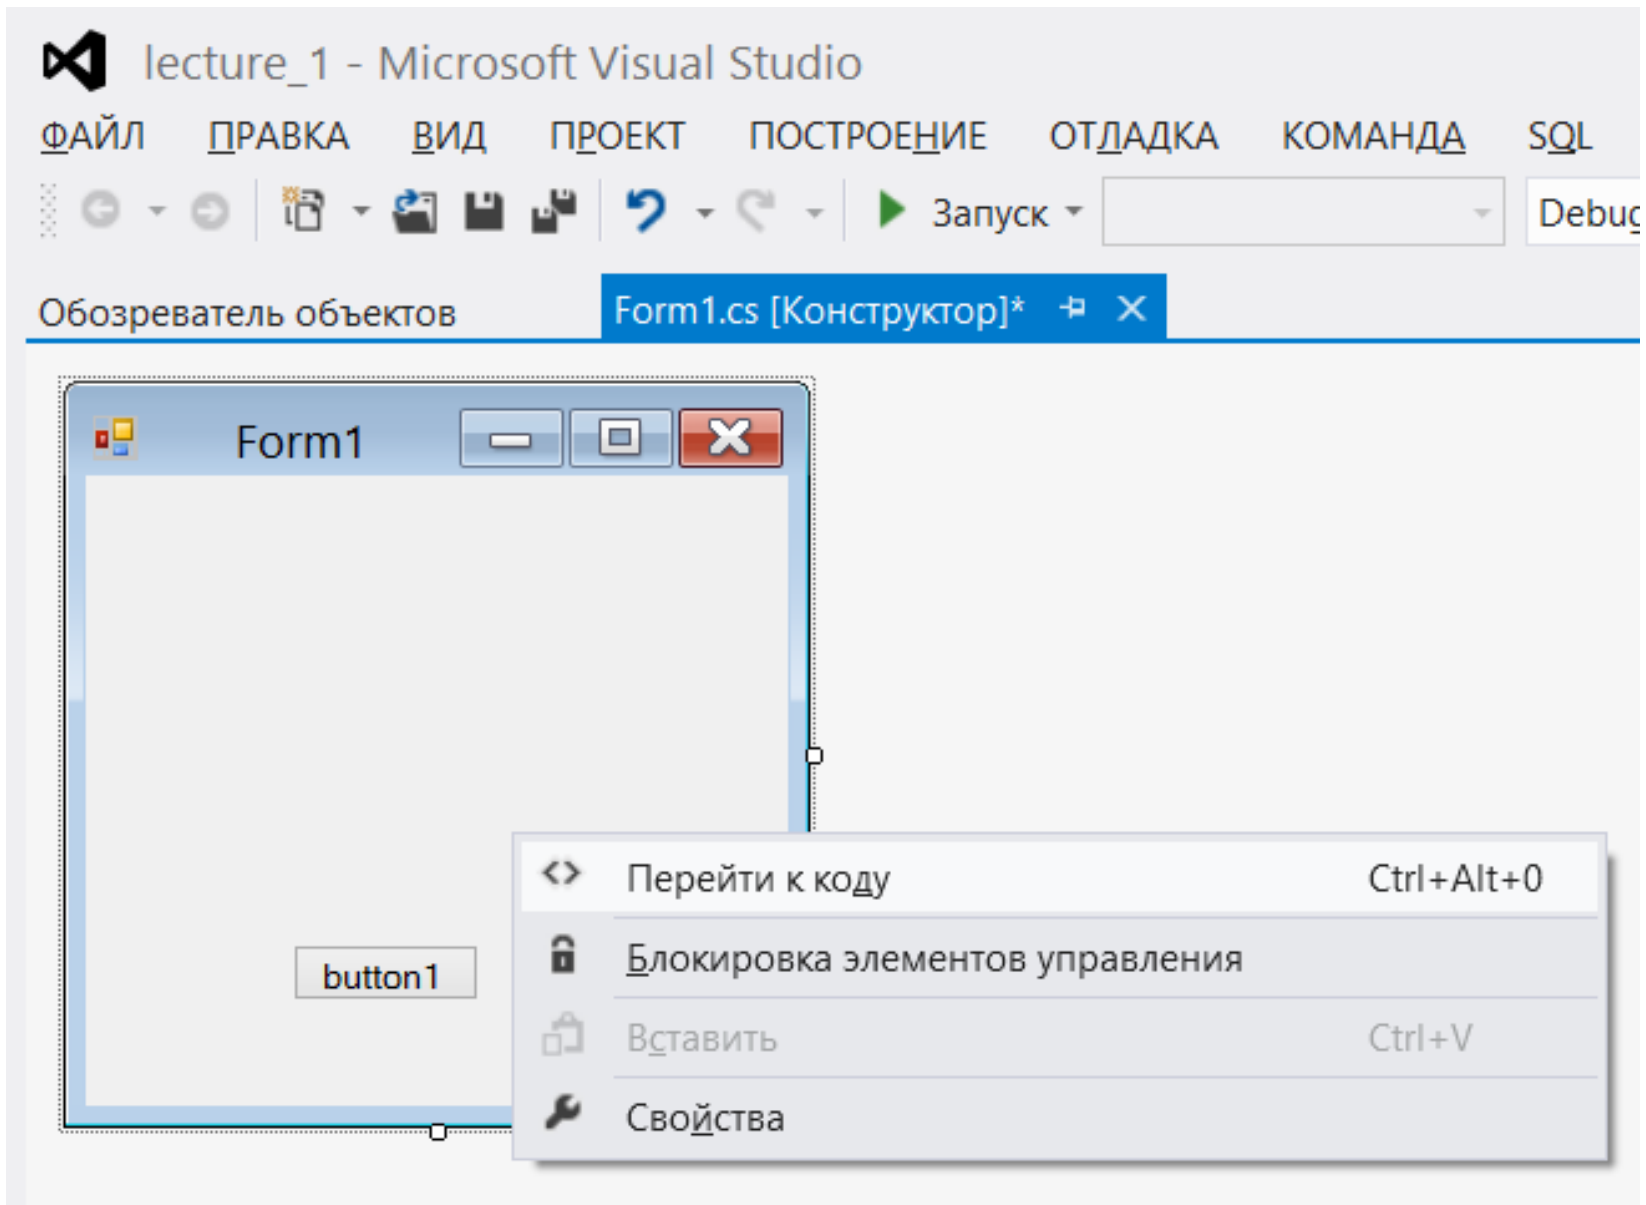 lecture_1 - Microsoft Visual Studio
ФАЙЛ ПРАВКА ВИД ПРОЕКТ ПОСТРОЕНИЕ ОТЛАДКА КОМАНДА SQL
Запуск Debug
Обозреватель объектов Form1.cs [Конструктор]*
Form1
Перейти к коду Ctrl+Alt+0
Блокировка элементов управления
button1
Вставить Ctrl+V
Свойства